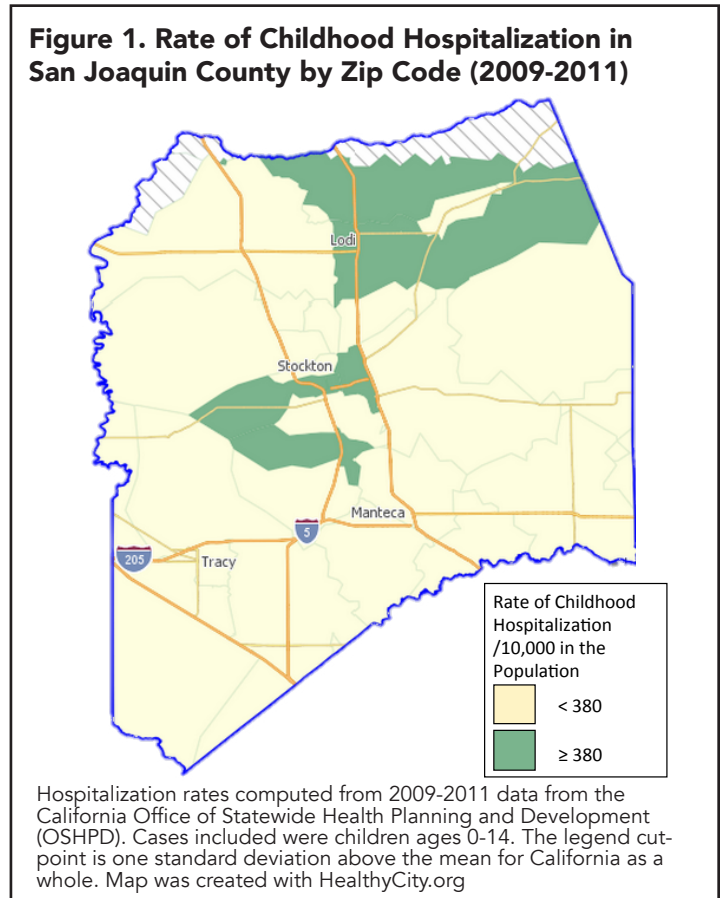 Figure 1. Rate of Childhood Hospitalization in
San Joaquin County by Zip Code (2009-2011)
Lodi
Stockton
Manteca
5
205
Tracy
Rate of Childhood
Hospitalization
/10,000 in the
Population
< 380
≥ 380
Hospitalization rates computed from 2009-2011 data from the
California Office of Statewide Health Planning and Development
(OSHPD). Cases included were children ages 0-14. The legend cut-
point is one standard deviation above the mean for California as a
whole. Map was created with HealthyCity.org